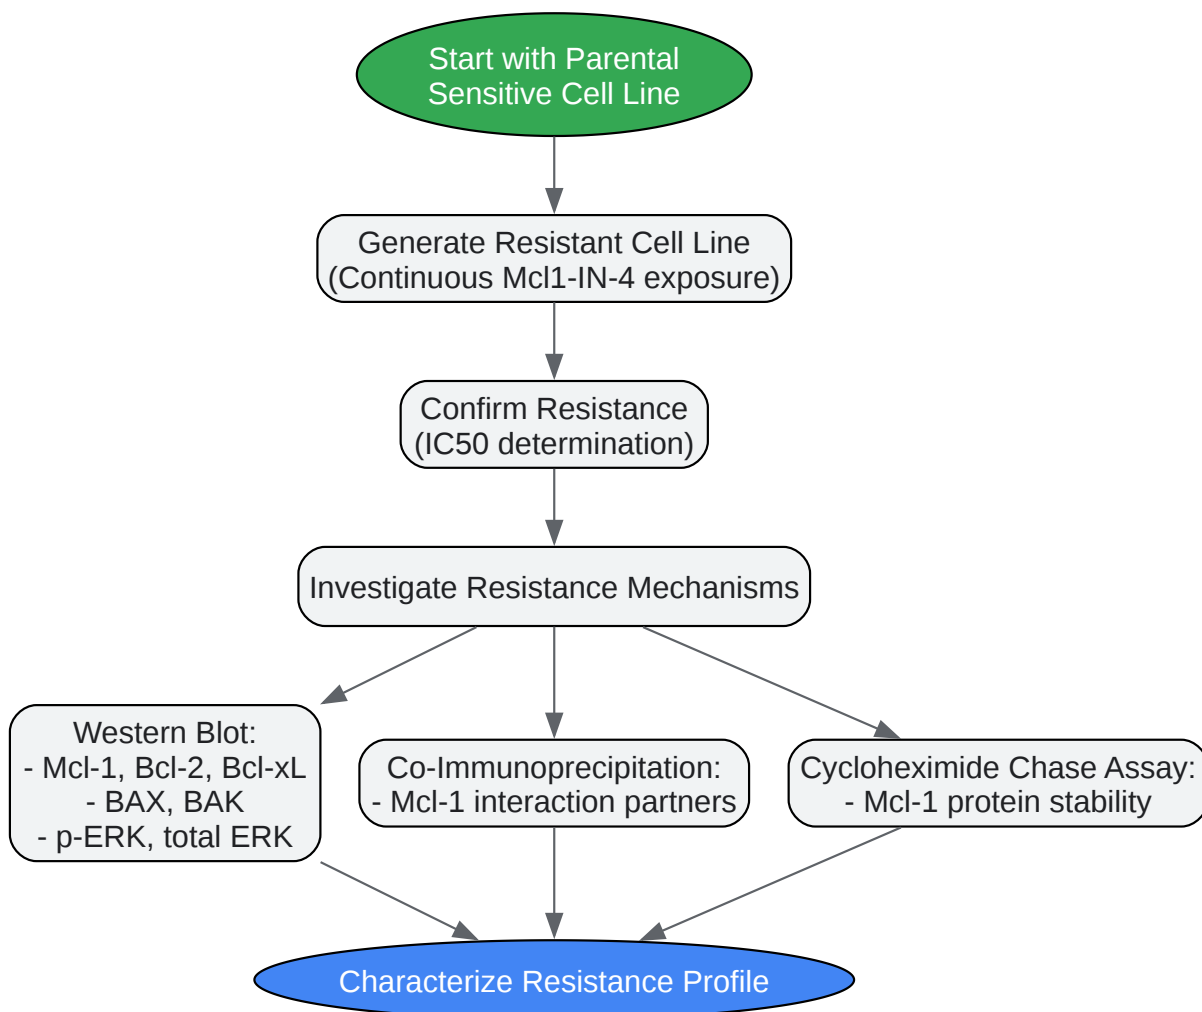 Start with Parental
Sensitive Cell Line
Generate Resistant Cell Line
(Continuous Mcl1-IN-4 exposure)
Confirm Resistance
(IC50 determination)
Investigate Resistance Mechanisms
Western Blot:
- Mcl-1, Bcl-2, Bcl-xL
- BAX, BAK
- p-ERK, total ERK
Co-Immunoprecipitation:
- Mcl-1 interaction partners
Cycloheximide Chase Assay:
- Mcl-1 protein stability
Characterize Resistance Profile